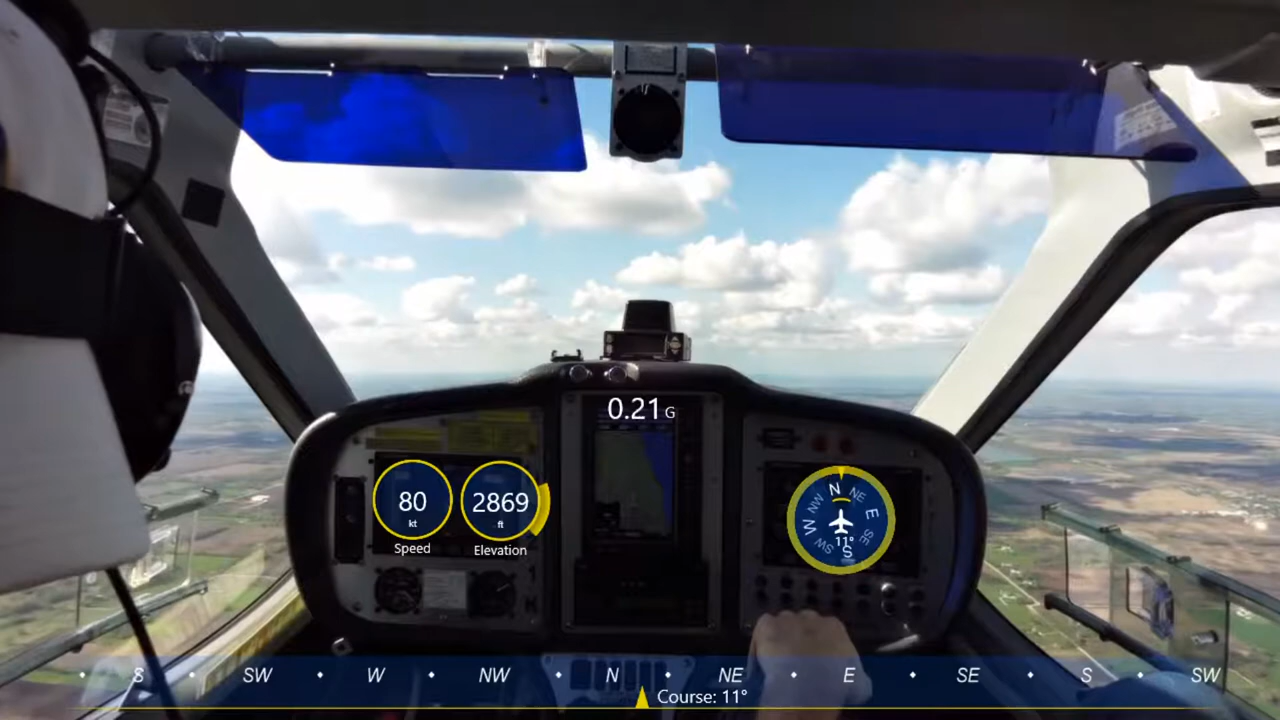 0.21 G
80
kt
Speed
2869
ft
Elevation
N
NE
E
SE
S
SW
W
NW
11°
S SW W NW N NE E SE S SW
Course: 11°